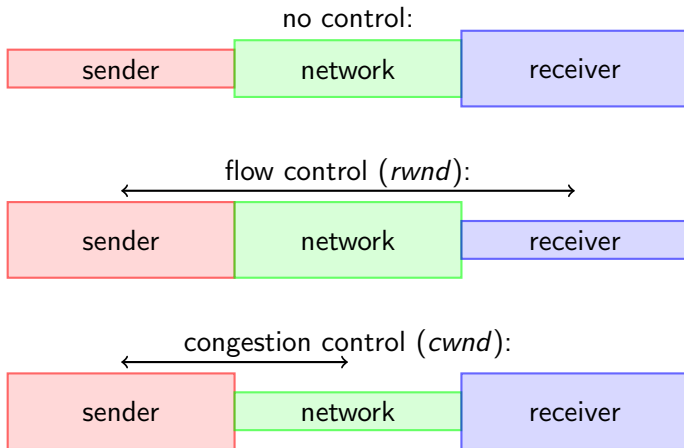 no control:
sender network receiver
flow control (rwnd):
sender network receiver
congestion control (cwnd):
sender network receiver